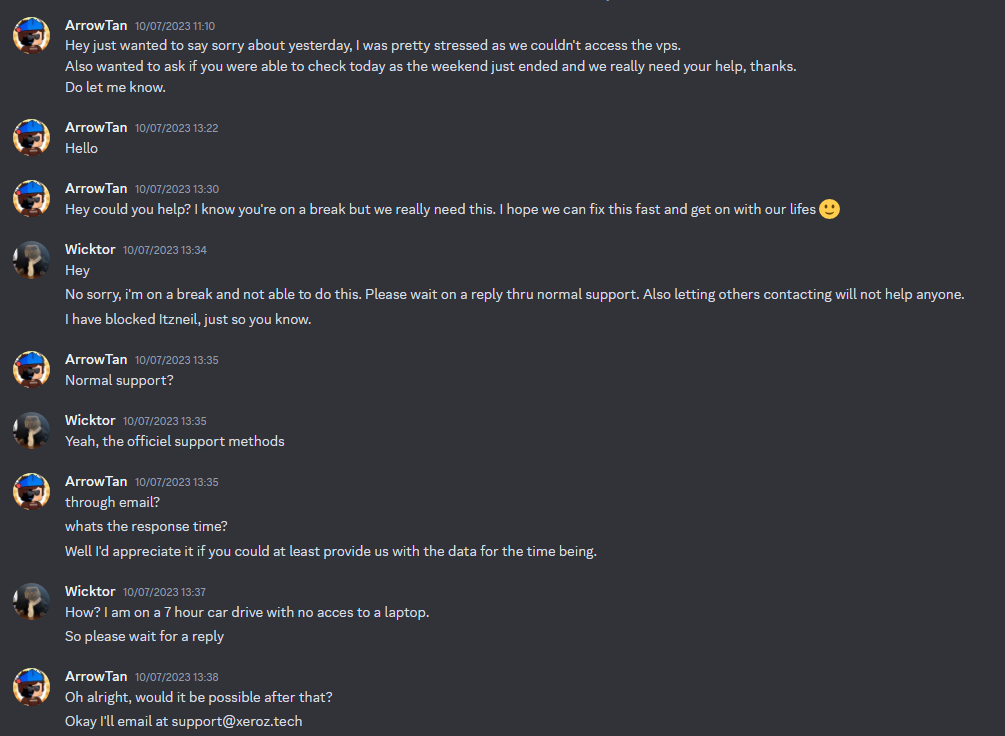 ArrowTan 10/07/2023 11:10
Hey just wanted to say sorry about yesterday, I was pretty stressed as we couldn't access the vps.
Also wanted to ask if you were able to check today as the weekend just ended and we really need your help, thanks.
Do let me know.
ArrowTan 10/07/2023 13:22
Hello
ArrowTan 10/07/2023 13:30
Hey could you help? I know you're on a break but we really need this. I hope we can fix this fast and get on with our lifes 🙂
Wicktor 10/07/2023 13:34
Hey
No sorry, i'm on a break and not able to do this. Please wait on a reply thru normal support. Also letting others contacting will not help anyone.
I have blocked Itzneil, just so you know.
ArrowTan 10/07/2023 13:35
Normal support?
Wicktor 10/07/2023 13:35
Yeah, the officiel support methods
ArrowTan 10/07/2023 13:35
through email?
whats the response time?
Well I'd appreciate it if you could at least provide us with the data for the time being.
Wicktor 10/07/2023 13:37
How? I am on a 7 hour car drive with no acces to a laptop.
So please wait for a reply
ArrowTan 10/07/2023 13:38
Oh alright, would it be possible after that?
Okay I'll email at support@xeroz.tech